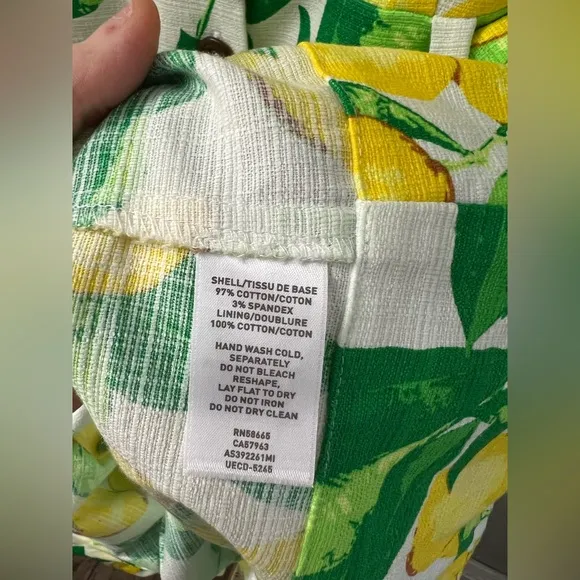 SHELL/TISSU DE BASE
97% COTTON/COTON
3% SPANDEX
LINING/DOUBLURE
100% COTTON/COTON
HAND WASH COLD,
SEPARATELY
DO NOT BLEACH
RESHAPE,
LAY FLAT TO DRY
DO NOT IRON
DO NOT DRY CLEAN
RN58665
CA57963
AS392261MI
UECD-5265